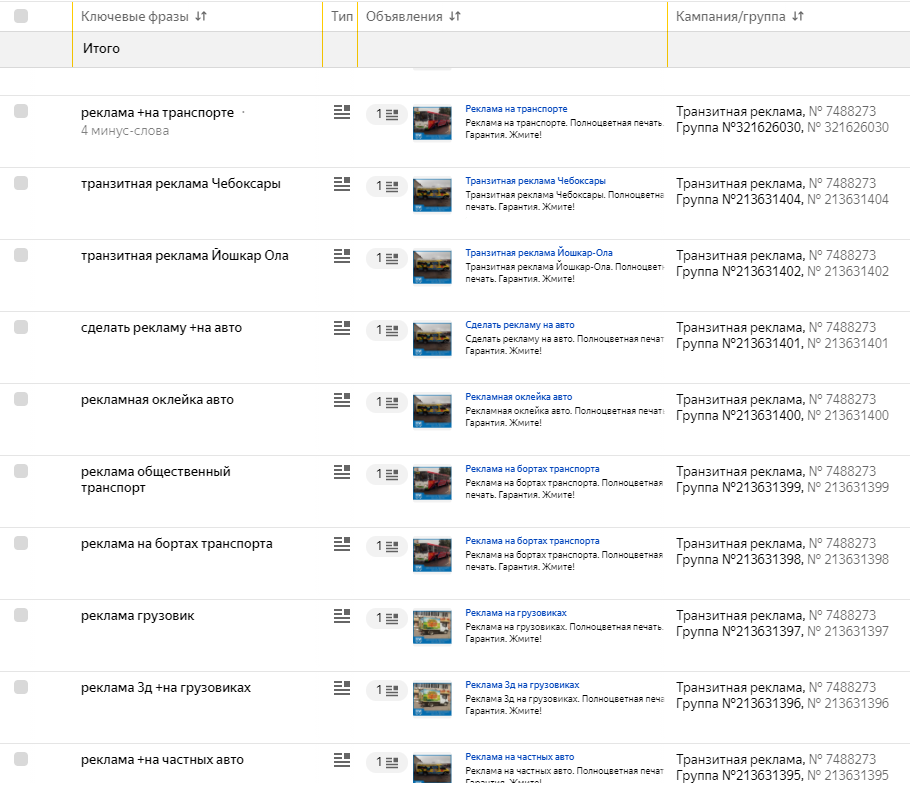 Ключевые фразы Тип Объявления Кампания/группа
Итого
реклама +на транспорте ·
4 минус-слова
1
Реклама на транспорте
Реклама на транспорте. Полноцветная печать.
Гарантия. Жмите!
Транзитная реклама, № 7488273
Группа №321626030, № 321626030
транзитная реклама Чебоксары
1
Транзитная реклама Чебоксары
Транзитная реклама Чебоксары. Полноцветна
печать. Гарантия. Жмите!
Транзитная реклама, № 7488273
Группа №213631404, № 213631404
транзитная реклама Йошкар Ола
1
Транзитная реклама Йошкар-Ола
Транзитная реклама Йошкар-Ола. Полноцвет
печать. Гарантия. Жмите!
Транзитная реклама, № 7488273
Группа №213631402, № 213631402
сделать рекламу +на авто
1
Сделать рекламу на авто
Сделать рекламу на авто. Полноцветная печат
Гарантия. Жмите!
Транзитная реклама, № 7488273
Группа №213631401, № 213631401
рекламная оклейка авто
1
Рекламная оклейка авто
Рекламная оклейка авто. Полноцветная печат
Гарантия. Жмите!
Транзитная реклама, № 7488273
Группа №213631400, № 213631400
реклама общественный
транспорт
1
Реклама на бортах транспорта
Реклама на бортах транспорта. Полноцветная
печать. Гарантия. Жмите!
Транзитная реклама, № 7488273
Группа №213631399, № 213631399
реклама на бортах транспорта
1
Реклама на бортах транспорта
Реклама на бортах транспорта. Полноцветная
печать. Гарантия. Жмите!
Транзитная реклама, № 7488273
Группа №213631398, № 213631398
реклама грузовик
1
Реклама на грузовиках
Реклама на грузовиках. Полноцветная печать.
Гарантия. Жмите!
Транзитная реклама, № 7488273
Группа №213631397, № 213631397
реклама 3д +на грузовиках
1
Реклама 3д на грузовиках
Реклама 3д на грузовиках. Полноцветная печа
Гарантия. Жмите!
Транзитная реклама, № 7488273
Группа №213631396, № 213631396
реклама +на частных авто
1
Реклама на частных авто
Реклама на частных авто. Полноцветная печат
Гарантия. Жмите!
Транзитная реклама, № 7488273
Группа №213631395, № 213631395